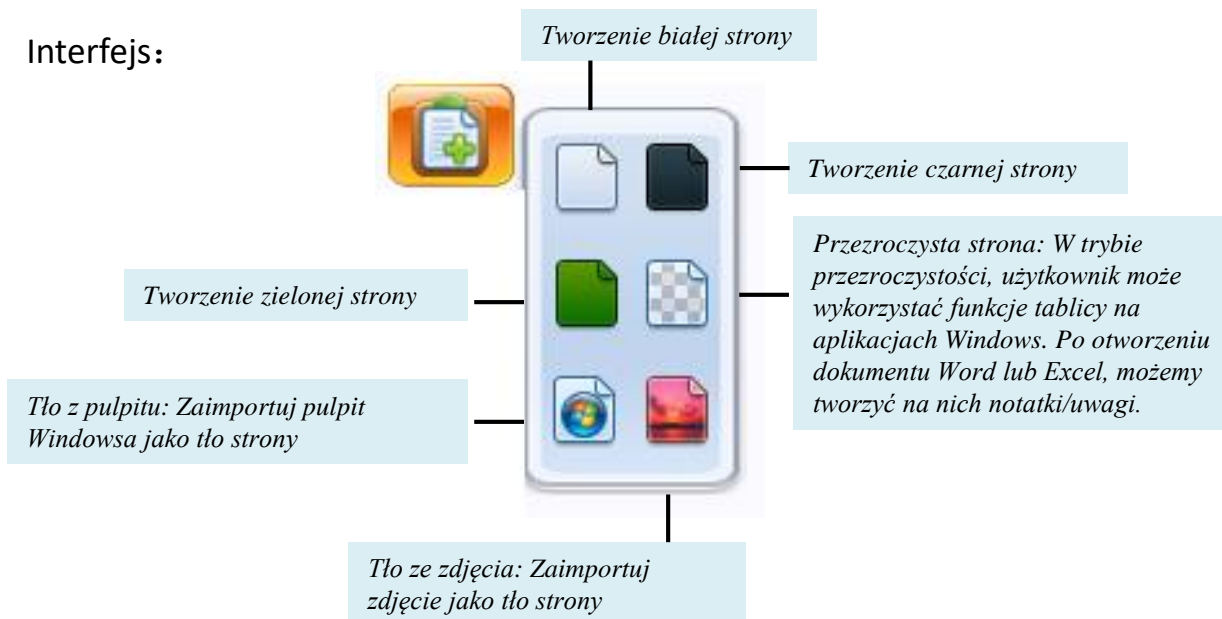 Interfejs：
Tworzenie białej strony
Tworzenie czarnej strony
Przezroczysta strona: W trybie
przezroczystości, użytkownik może
wykorzystać funkcje tablicy na
aplikacjach Windows. Po otworzeniu
dokumentu Word lub Excel, możemy
tworzyć na nich notatki/uwagi.
Tworzenie zielonej strony
Tło z pulpitu: Zaimportuj pulpit
Windowsa jako tło strony
Tło ze zdjęcia: Zaimportuj
zdjęcie jako tło strony